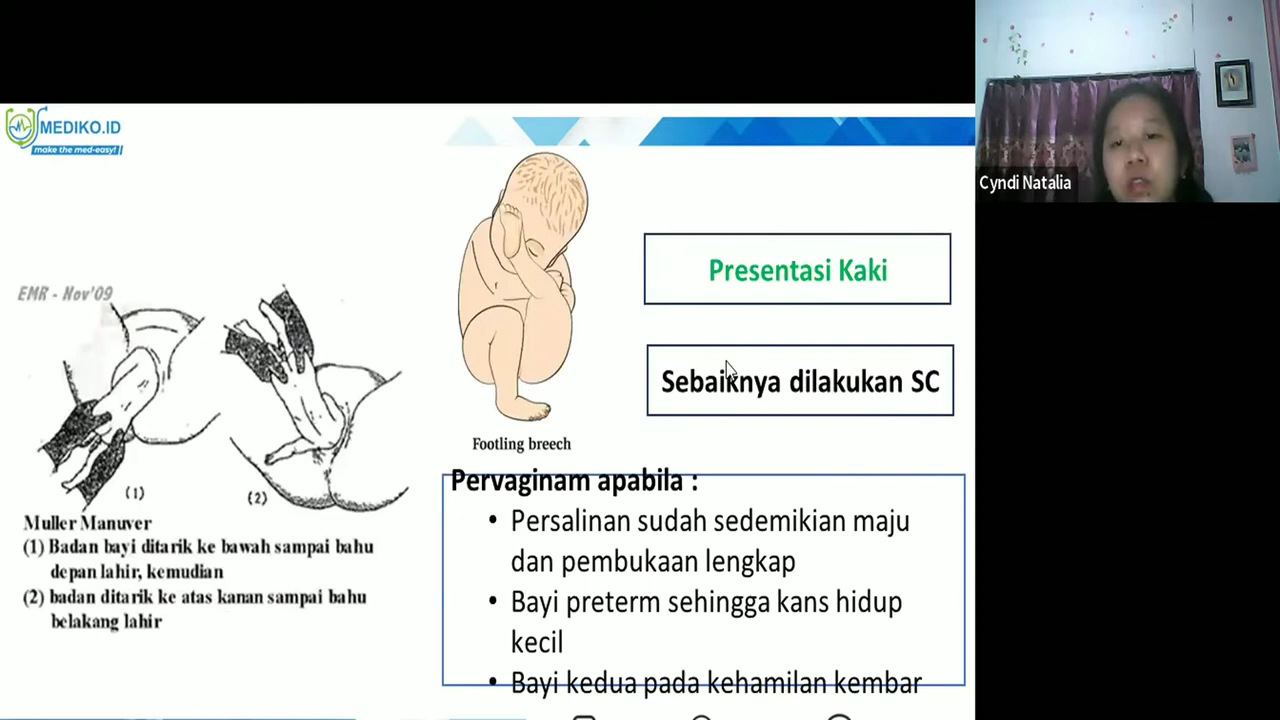 MEDIKO.ID
make the med-easy!
Cyndi Natalia
Presentasi Kaki
EMR - Nov'09
Sebaiknya dilakukan SC
Footling breech
(1)
(2)
Muller Manuver
(1) Badan bayi ditarik ke bawah sampai bahu
depan lahir, kemudian
(2) badan ditarik ke atas kanan sampai bahu
belakang lahir
Pervaginam apabila :
• Persalinan sudah sedemikian maju
dan pembukaan lengkap
• Bayi preterm sehingga kans hidup
kecil
• Bayi kedua pada kehamilan kembar